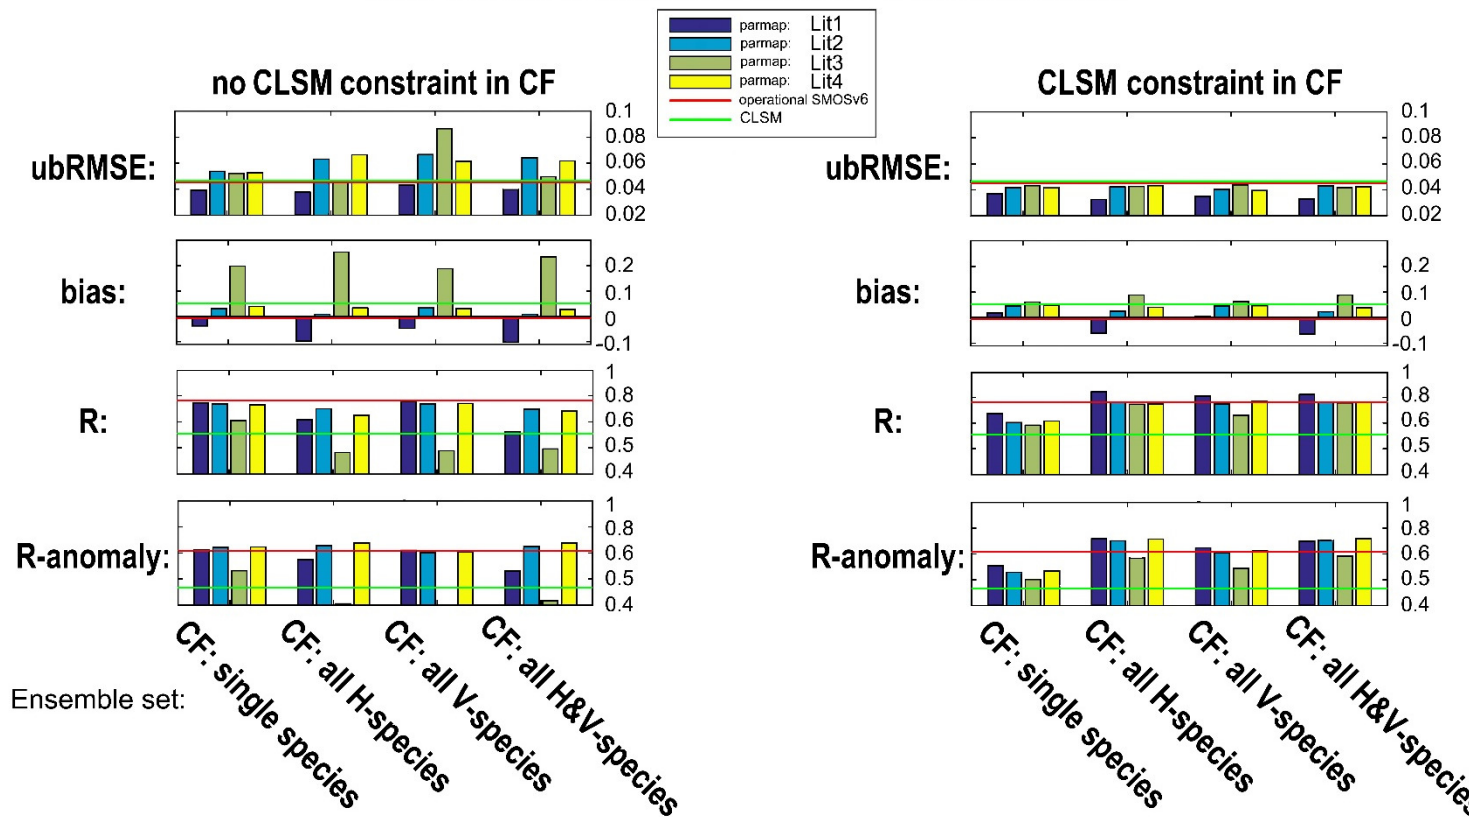 parmap: Lit1
parmap: Lit2
parmap: Lit3
parmap: Lit4
operational SMOSv6
CLSM
no CLSM constraint in CF
CLSM constraint in CF
ubRMSE:
0.1
0.08
0.06
0.04
0.02
ubRMSE:
0.1
0.08
0.06
0.04
0.02
bias:
0.2
0.1
0
-0.1
bias:
0.2
0.1
0
-0.1
R:
1
0.8
0.6
0.5
0.4
R:
1
0.8
0.6
0.5
0.4
R-anomaly:
1
0.8
0.6
0.5
0.4
R-anomaly:
1
0.8
0.6
0.5
0.4
Ensemble set:
CF: single species
CF: all H-species
CF: all V-species
CF: all H&V-species
CF: single species
CF: all H-species
CF: all V-species
CF: all H&V-species